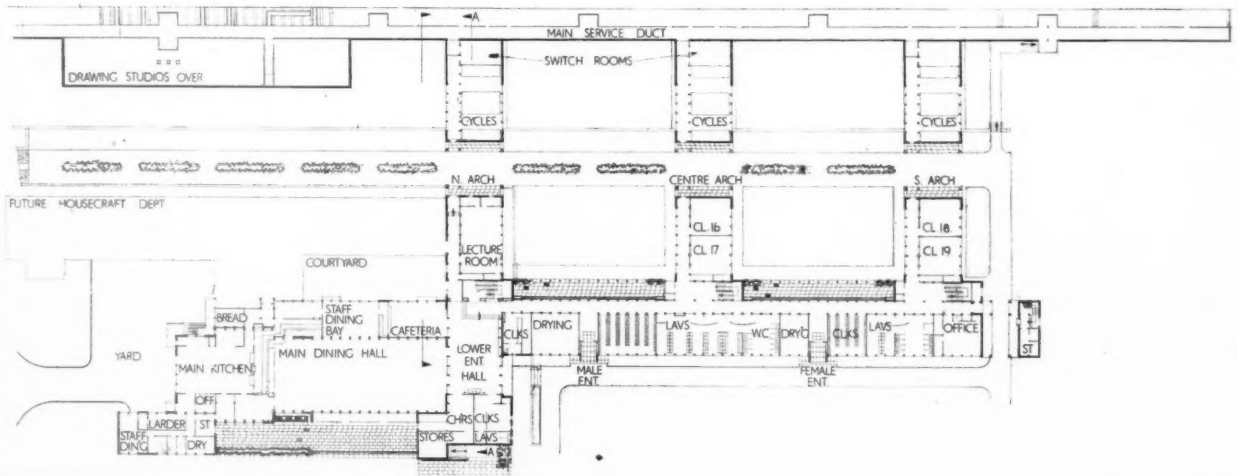 A
MAIN SERVICE DUCT
SWITCH ROOMS
DRAWING STUDIOS OVER
CYCLES CYCLES CYCLES
N. ARCH CENTRE ARCH S. ARCH
FUTURE HOUSECRAFT DEPT
LECTURE ROOM
CL. 16
CL. 17
CL. 18
CL. 19
COURTYARD
BREAD
STAFF DINING BAY
CAFETERIA
YARD
MAIN KITCHEN
MAIN DINING HALL
LOWER ENT. HALL
CLKS
DRYING
LAVS
W.C
DRY'G
CLKS
LAVS
OFFICE
ST
MALE ENT.
FEMALE ENT.
OFF
LARDER
ST
STAFF DING
DRY
CHRS
CLKS
STORES
LAVS
A